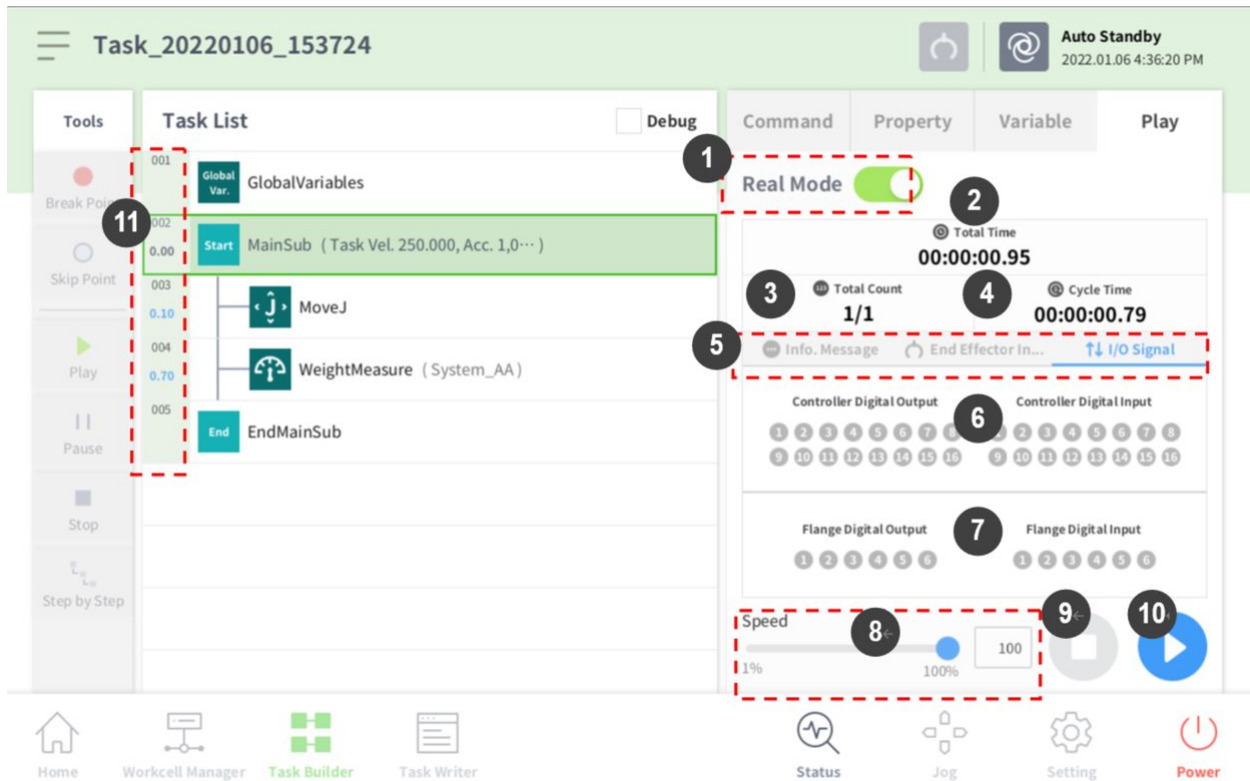 Task_20220106_153724
Auto Standby
2022.01.06 4:36:20 PM
Tools
Task List
Debug
Command
Property
Variable
Play
Break Point
Skip Point
Play
Pause
Stop
Step by Step
11
001
Global Var.
GlobalVariables
002
0.00
Start
MainSub ( Task Vel. 250.000, Acc. 1,0··· )
003
0.10
J
MoveJ
004
0.70
WeightMeasure ( System_AA )
005
End
EndMainSub
1
Real Mode
2
Total Time
00:00:00.95
3
123
Total Count
1/1
4
Cycle Time
00:00:00.79
5
Info. Message
End Effector In...
I/O Signal
Controller Digital Output
6
Controller Digital Input
1 2 3 4 5 6 7 8
2 3 4 5 6 7 8
9 10 11 12 13 14 15 16
9 10 11 12 13 14 15 16
Flange Digital Output
7
Flange Digital Input
1 2 3 4 5 6
1 2 3 4 5 6
Speed
8←
1%
100%
100
9←
10
Home
Workcell Manager
Task Builder
Task Writer
Status
Jog
Setting
Power